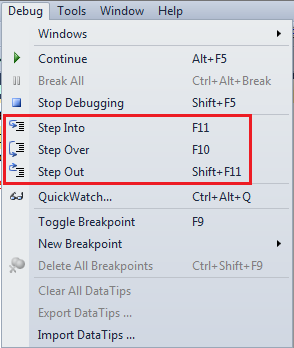 Debug Tools Window Help
Windows
Continue Alt+F5
Break All Ctrl+Alt+Break
Stop Debugging Shift+F5
Step Into F11
Step Over F10
Step Out Shift+F11
QuickWatch... Ctrl+Alt+Q
Toggle Breakpoint F9
New Breakpoint
Delete All Breakpoints Ctrl+Shift+F9
Clear All DataTips
Export DataTips ...
Import DataTips ...